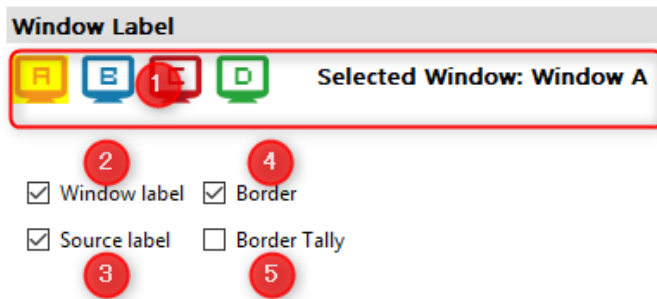 Window Label
A B 1 C D Selected Window: Window A
2 4
Window label Border
Source label Border Tally
3 5